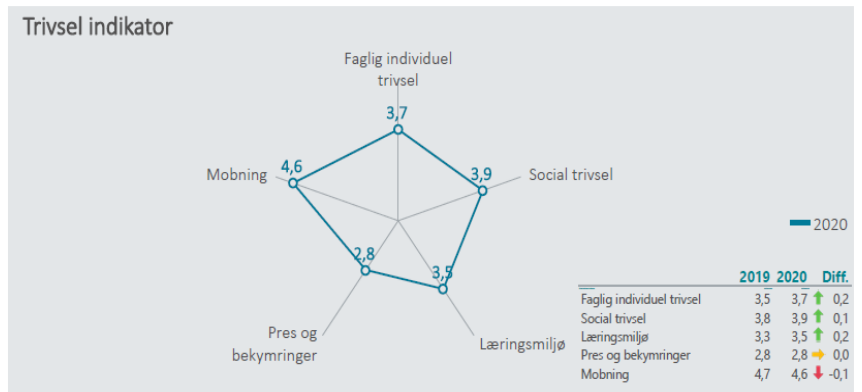 Trivsel indikator
Faglig individuel
trivsel
3,7
Mobning
4,6
3,9
Social trivsel
2020
2,8
3,5
Pres og
bekymringer
Læringsmiljø
2019 2020 Diff.
Faglig individuel trivsel 3,5 3,7 0,2
Social trivsel 3,8 3,9 0,1
Læringsmiljø 3,3 3,5 0,2
Pres og bekymringer 2,8 2,8 0,0
Mobning 4,7 4,6 -0,1